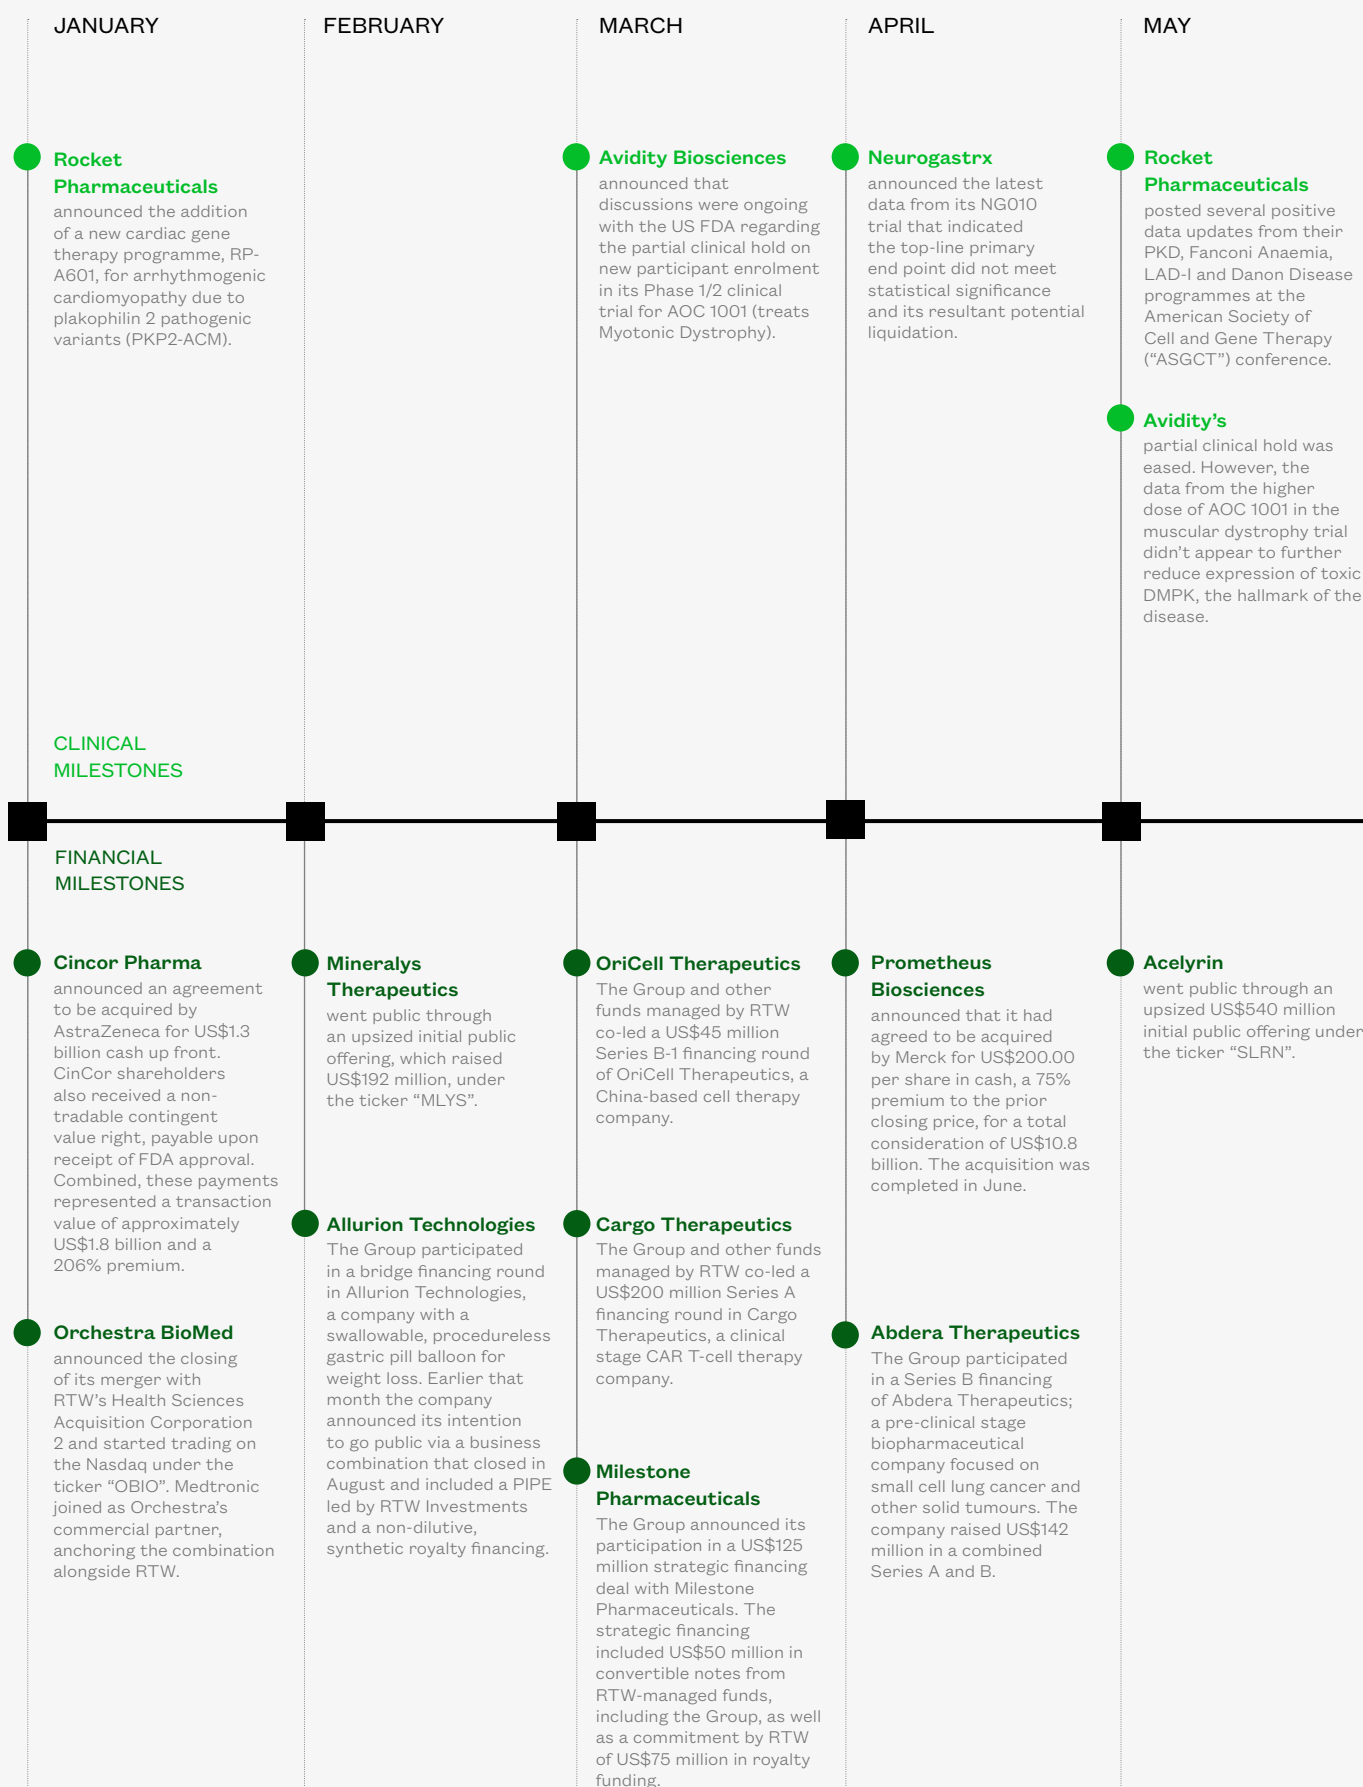 JANUARY
FEBRUARY
MARCH
APRIL
MAY
Rocket
Pharmaceuticals
announced the addition
of a new cardiac gene
therapy programme, RP-
A601, for arrhythmogenic
cardiomyopathy due to
plakophilin 2 pathogenic
variants (PKP2-ACM).
Avidity Biosciences
announced that
discussions were ongoing
with the US FDA regarding
the partial clinical hold on
new participant enrolment
in its Phase 1/2 clinical
trial for AOC 1001 (treats
Myotonic Dystrophy).
Neurogastrx
announced the latest
data from its NG010
trial that indicated
the top-line primary
end point did not meet
statistical significance
and its resultant potential
liquidation.
Rocket
Pharmaceuticals
posted several positive
data updates from their
PKD, Fanconi Anaemia,
LAD-I and Danon Disease
programmes at the
American Society of
Cell and Gene Therapy
(“ASGCT”) conference.
Avidity’s
partial clinical hold was
eased. However, the
data from the higher
dose of AOC 1001 in the
muscular dystrophy trial
didn’t appear to further
reduce expression of toxic
DMPK, the hallmark of the
disease.
CLINICAL
MILESTONES
FINANCIAL
MILESTONES
Cincor Pharma
announced an agreement
to be acquired by
AstraZeneca for US$1.3
billion cash up front.
CinCor shareholders
also received a non-
tradable contingent
value right, payable upon
receipt of FDA approval.
Combined, these payments
represented a transaction
value of approximately
US$1.8 billion and a
206% premium.
Orchestra BioMed
announced the closing
of its merger with
RTW’s Health Sciences
Acquisition Corporation
2 and started trading on
the Nasdaq under the
ticker “OBIO”. Medtronic
joined as Orchestra’s
commercial partner,
anchoring the combination
alongside RTW.
Mineralys
Therapeutics
went public through
an upsized initial public
offering, which raised
US$192 million, under
the ticker “MLYS”.
Allurion Technologies
The Group participated
in a bridge financing round
in Allurion Technologies,
a company with a
swallowable, procedureless
gastric pill balloon for
weight loss. Earlier that
month the company
announced its intention
to go public via a business
combination that closed in
August and included a PIPE
led by RTW Investments
and a non-dilutive,
synthetic royalty financing.
OriCell Therapeutics
The Group and other
funds managed by RTW
co-led a US$45 million
Series B-1 financing round
of OriCell Therapeutics, a
China-based cell therapy
company.
Cargo Therapeutics
The Group and other funds
managed by RTW co-led a
US$200 million Series A
financing round in Cargo
Therapeutics, a clinical
stage CAR T-cell therapy
company.
Milestone
Pharmaceuticals
The Group announced its
participation in a US$125
million strategic financing
deal with Milestone
Pharmaceuticals. The
strategic financing
included US$50 million in
convertible notes from
RTW-managed funds,
including the Group, as well
as a commitment by RTW
of US$75 million in royalty
funding.
Prometheus
Biosciences
announced that it had
agreed to be acquired
by Merck for US$200.00
per share in cash, a 75%
premium to the prior
closing price, for a total
consideration of US$10.8
billion. The acquisition was
completed in June.
Abdera Therapeutics
The Group participated
in a Series B financing
of Abdera Therapeutics;
a pre-clinical stage
biopharmaceutical
company focused on
small cell lung cancer and
other solid tumours. The
company raised US$142
million in a combined
Series A and B.
Acelyrin
went public through an
upsized US$540 million
initial public offering under
the ticker “SLRN”.